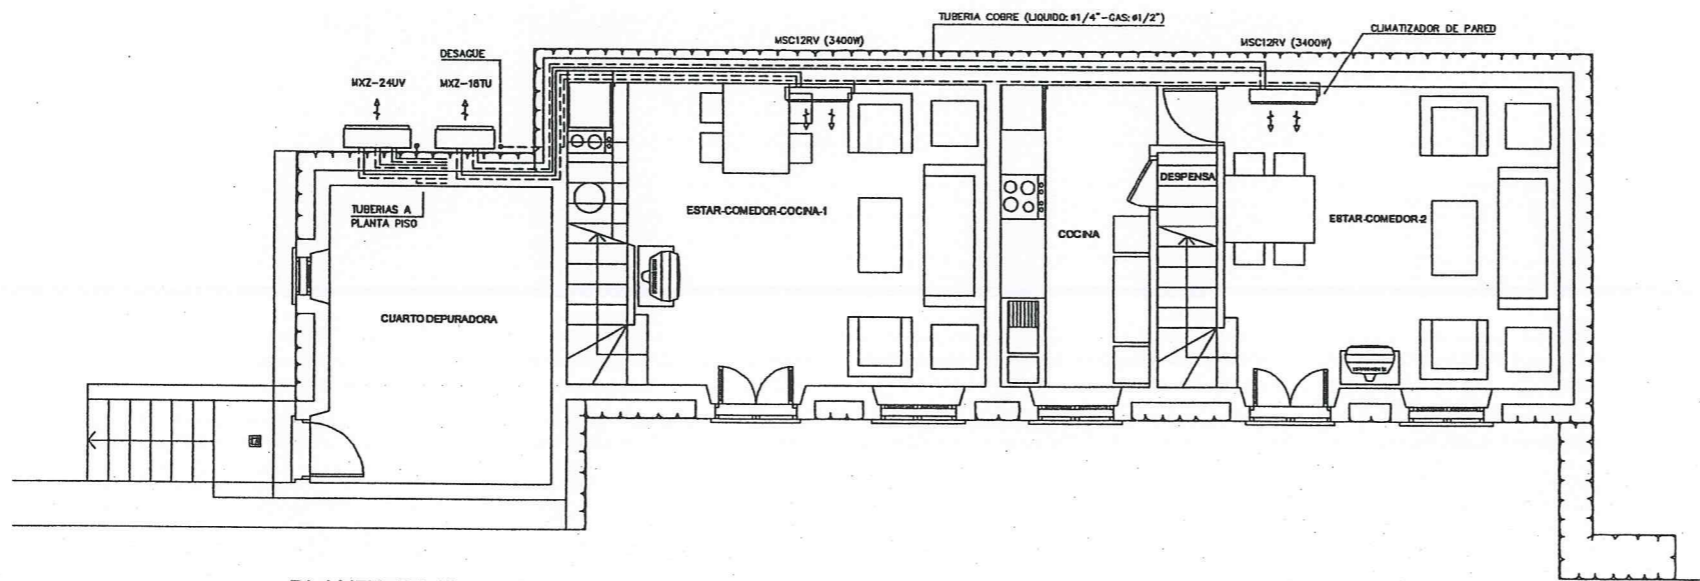 TUBERIA COBRE (LIQUIDO: ø1/4"-GAS: ø1/2")
MSC12RV (3400W)
MSC12RV (3400W)
CLIMATIZADOR DE PARED
DESAGUE
MXZ-24UV
MXZ-18TU
TUBERIAS A
PLANTA PISO
ESTAR-COMEDOR-COCINA-1
DESPENSA
COCINA
ESTAR-COMEDOR-2
CUARTO DEPURADORA